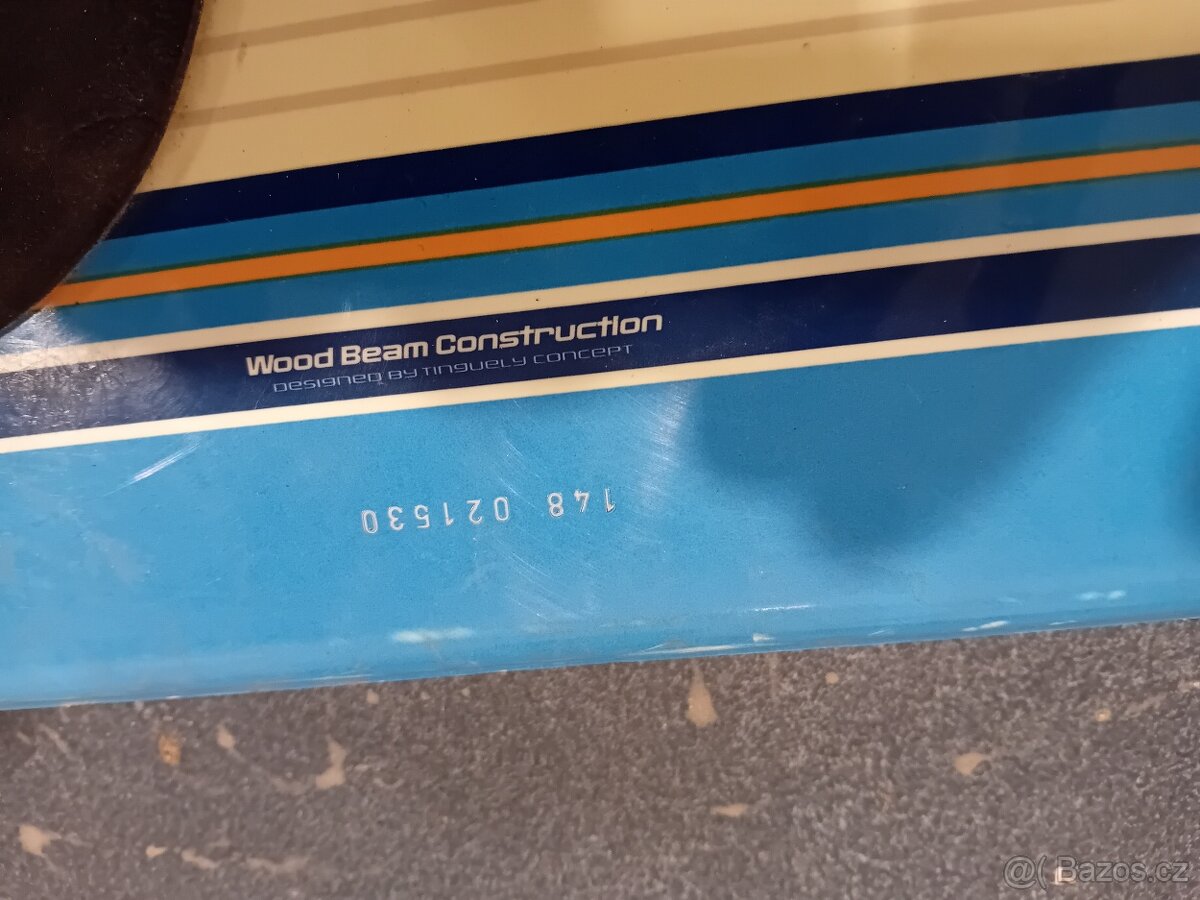 Wood Beam Construction
DESIGNED BY TINGUELY CONCEPT
148 021530
@( Bazos.cz